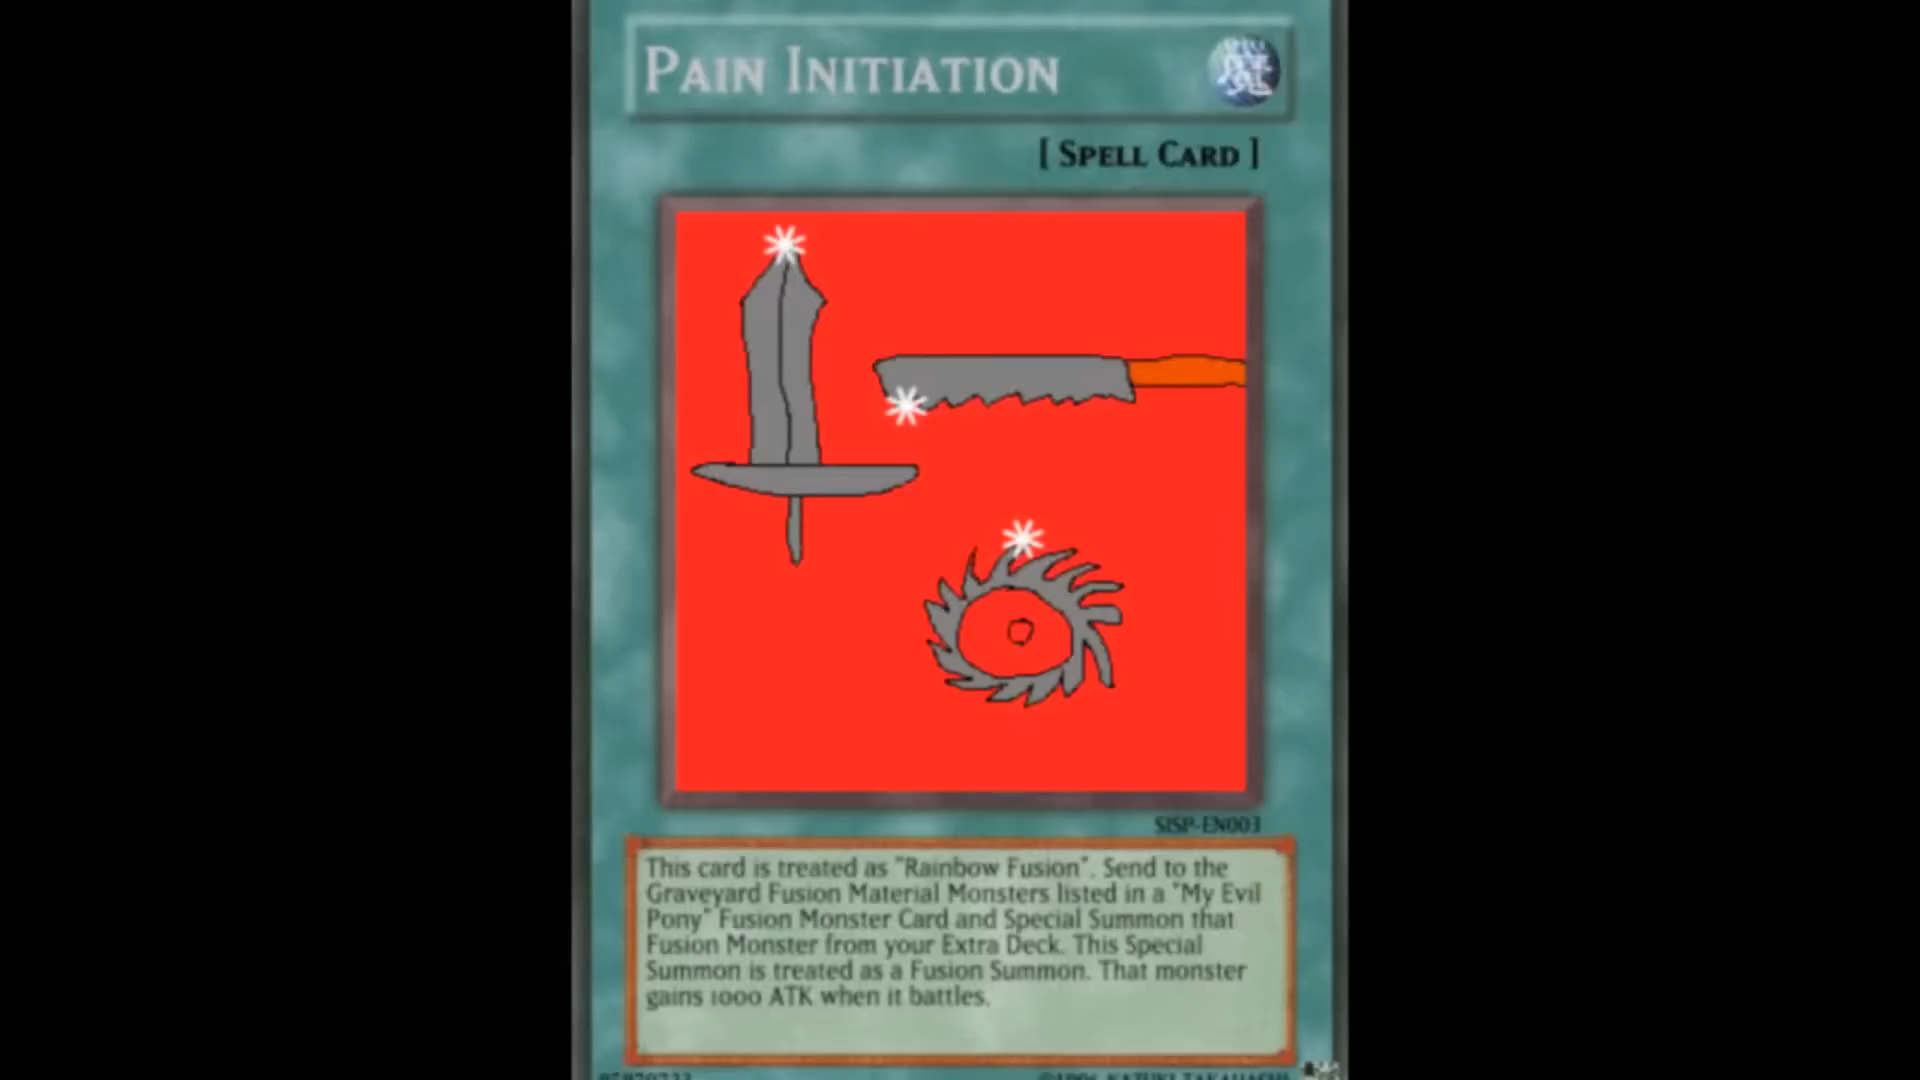 PAIN INITIATION
[ SPELL CARD ]
SISP-EN003
This card is treated as "Rainbow Fusion". Send to the
Graveyard Fusion Material Monsters listed in a "My Evil
Pony" Fusion Monster Card and Special Summon that
Fusion Monster from your Extra Deck. This Special
Summon is treated as a Fusion Summon. That monster
gains 1000 ATK when it battles.